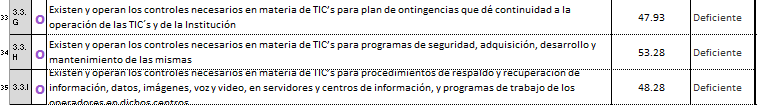 33 3.3.G O Existen y operan los controles necesarios en materia de TIC's para plan de ontingencias que dé continuidad a la 47.93 Deficiente
operación de las TIC´s y de la Institución
34 3.3.H O Existen y operan los controles necesarios en materia de TIC's para programas de seguridad, adquisición, desarrollo y 53.28 Deficiente
mantenimiento de las mismas
Existen y operan los controles necesarios en materia de TIC's para procedimientos de respaldo y recuperación de
35 3.3.I O información, datos, imágenes, voz y video, en servidores y centros de información, y programas de trabajo de los 48.28 Deficiente
operadores en dichos centros